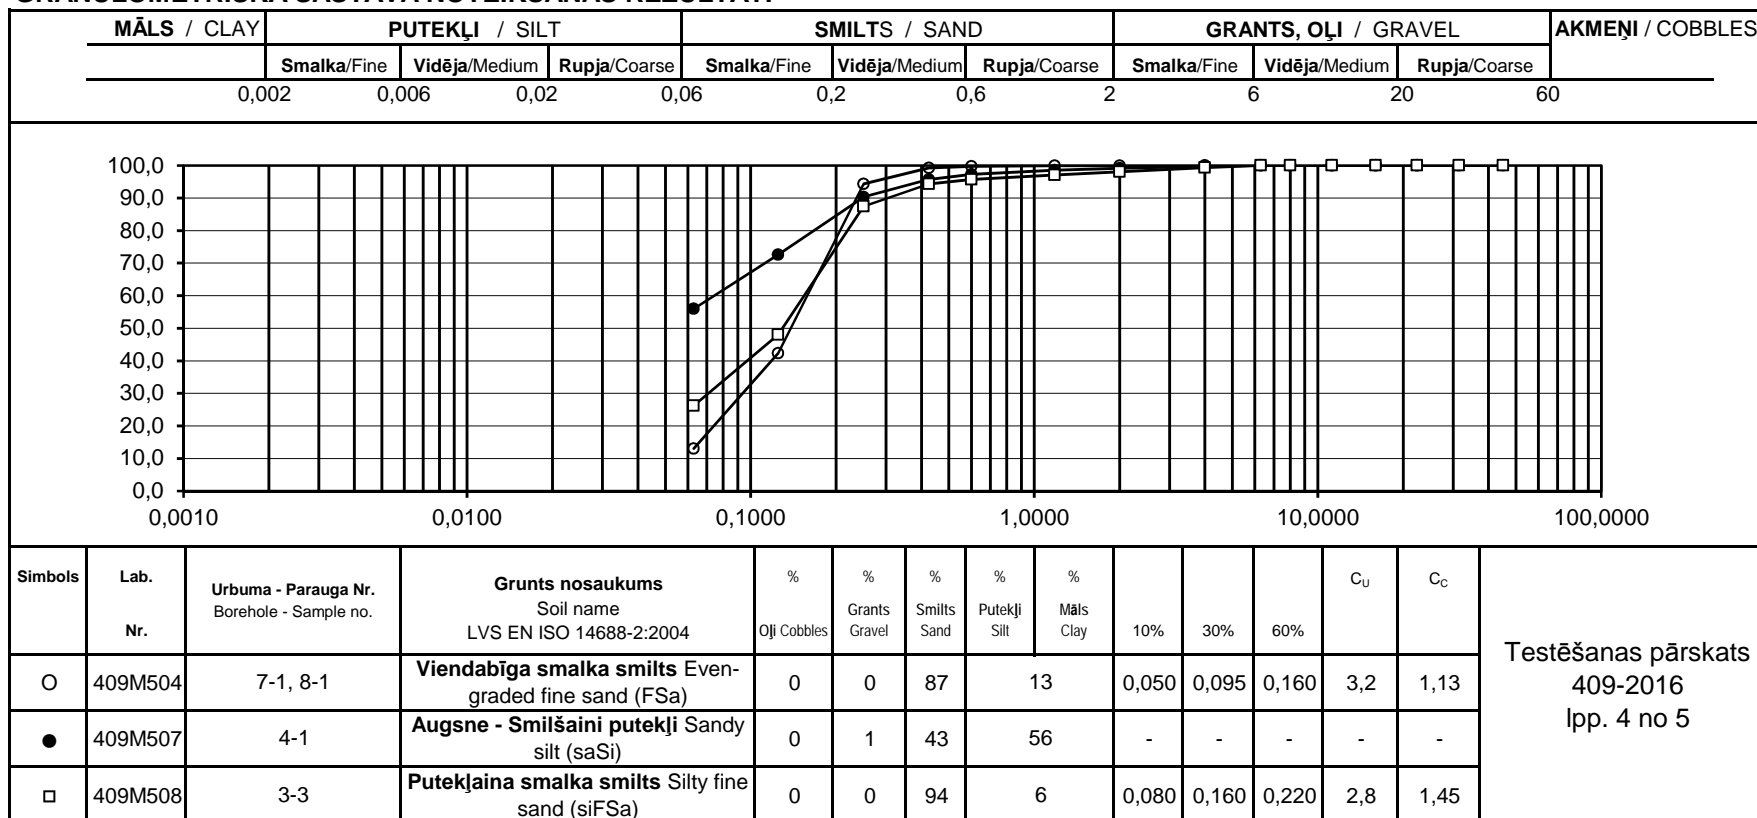 GRANULOMETRISKĀ SASTĀVA NOTEIKŠANAS REZULTĀTI
MĀLS / CLAY PUTEKĻI / SILT SMILTS / SAND GRANTS, OĻI / GRAVEL AKMEŅI / COBBLES
Smalka/Fine Vidēja/Medium Rupja/Coarse Smalka/Fine Vidēja/Medium Rupja/Coarse Smalka/Fine Vidēja/Medium Rupja/Coarse
0,002 0,006 0,02 0,06 0,2 0,6 2 6 20 60
100,0
90,0
80,0
70,0
60,0
50,0
40,0
30,0
20,0
10,0
0,0
0,0010 0,0100 0,1000 1,0000 10,0000 100,0000
Simbols Lab. Nr. Urbuma - Parauga Nr. Borehole - Sample no. Grunts nosaukums Soil name LVS EN ISO 14688-2:2004 % Oļi Cobbles % Grants Gravel % Smilts Sand % Putekļi Silt % Māls Clay 10% 30% 60% CU CC
409M504 7-1, 8-1 Viendabīga smalka smilts Even-graded fine sand (FSa) 0 0 87 13 0,050 0,095 0,160 3,2 1,13
409M507 4-1 Augsne - Smilšaini putekļi Sandy silt (saSi) 0 1 43 56 - - - - -
409M508 3-3 Putekļaina smalka smilts Silty fine sand (siFSa) 0 0 94 6 0,080 0,160 0,220 2,8 1,45
Testēšanas pārskats
409-2016
lpp. 4 no 5